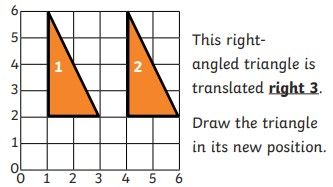 6
5
4
3
2
1
0
0 1 2 3 4 5 6
1
2
This right-
angled triangle is
translated right 3.
Draw the triangle
in its new position.